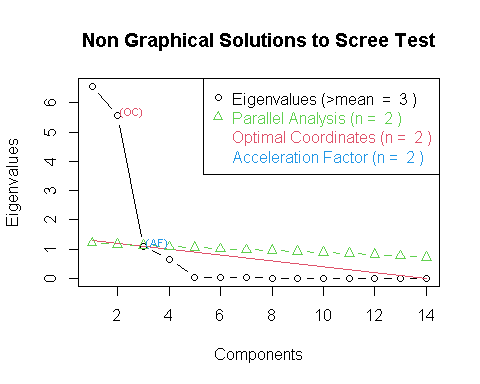 Non Graphical Solutions to Scree Test
Eigenvalues (>mean = 3 )
Parallel Analysis (n = 2 )
Optimal Coordinates (n = 2 )
Acceleration Factor (n = 2 )
(OC)
(AF)
Eigenvalues
6
5
4
3
2
1
0
2 4 6 8 10 12 14
Components